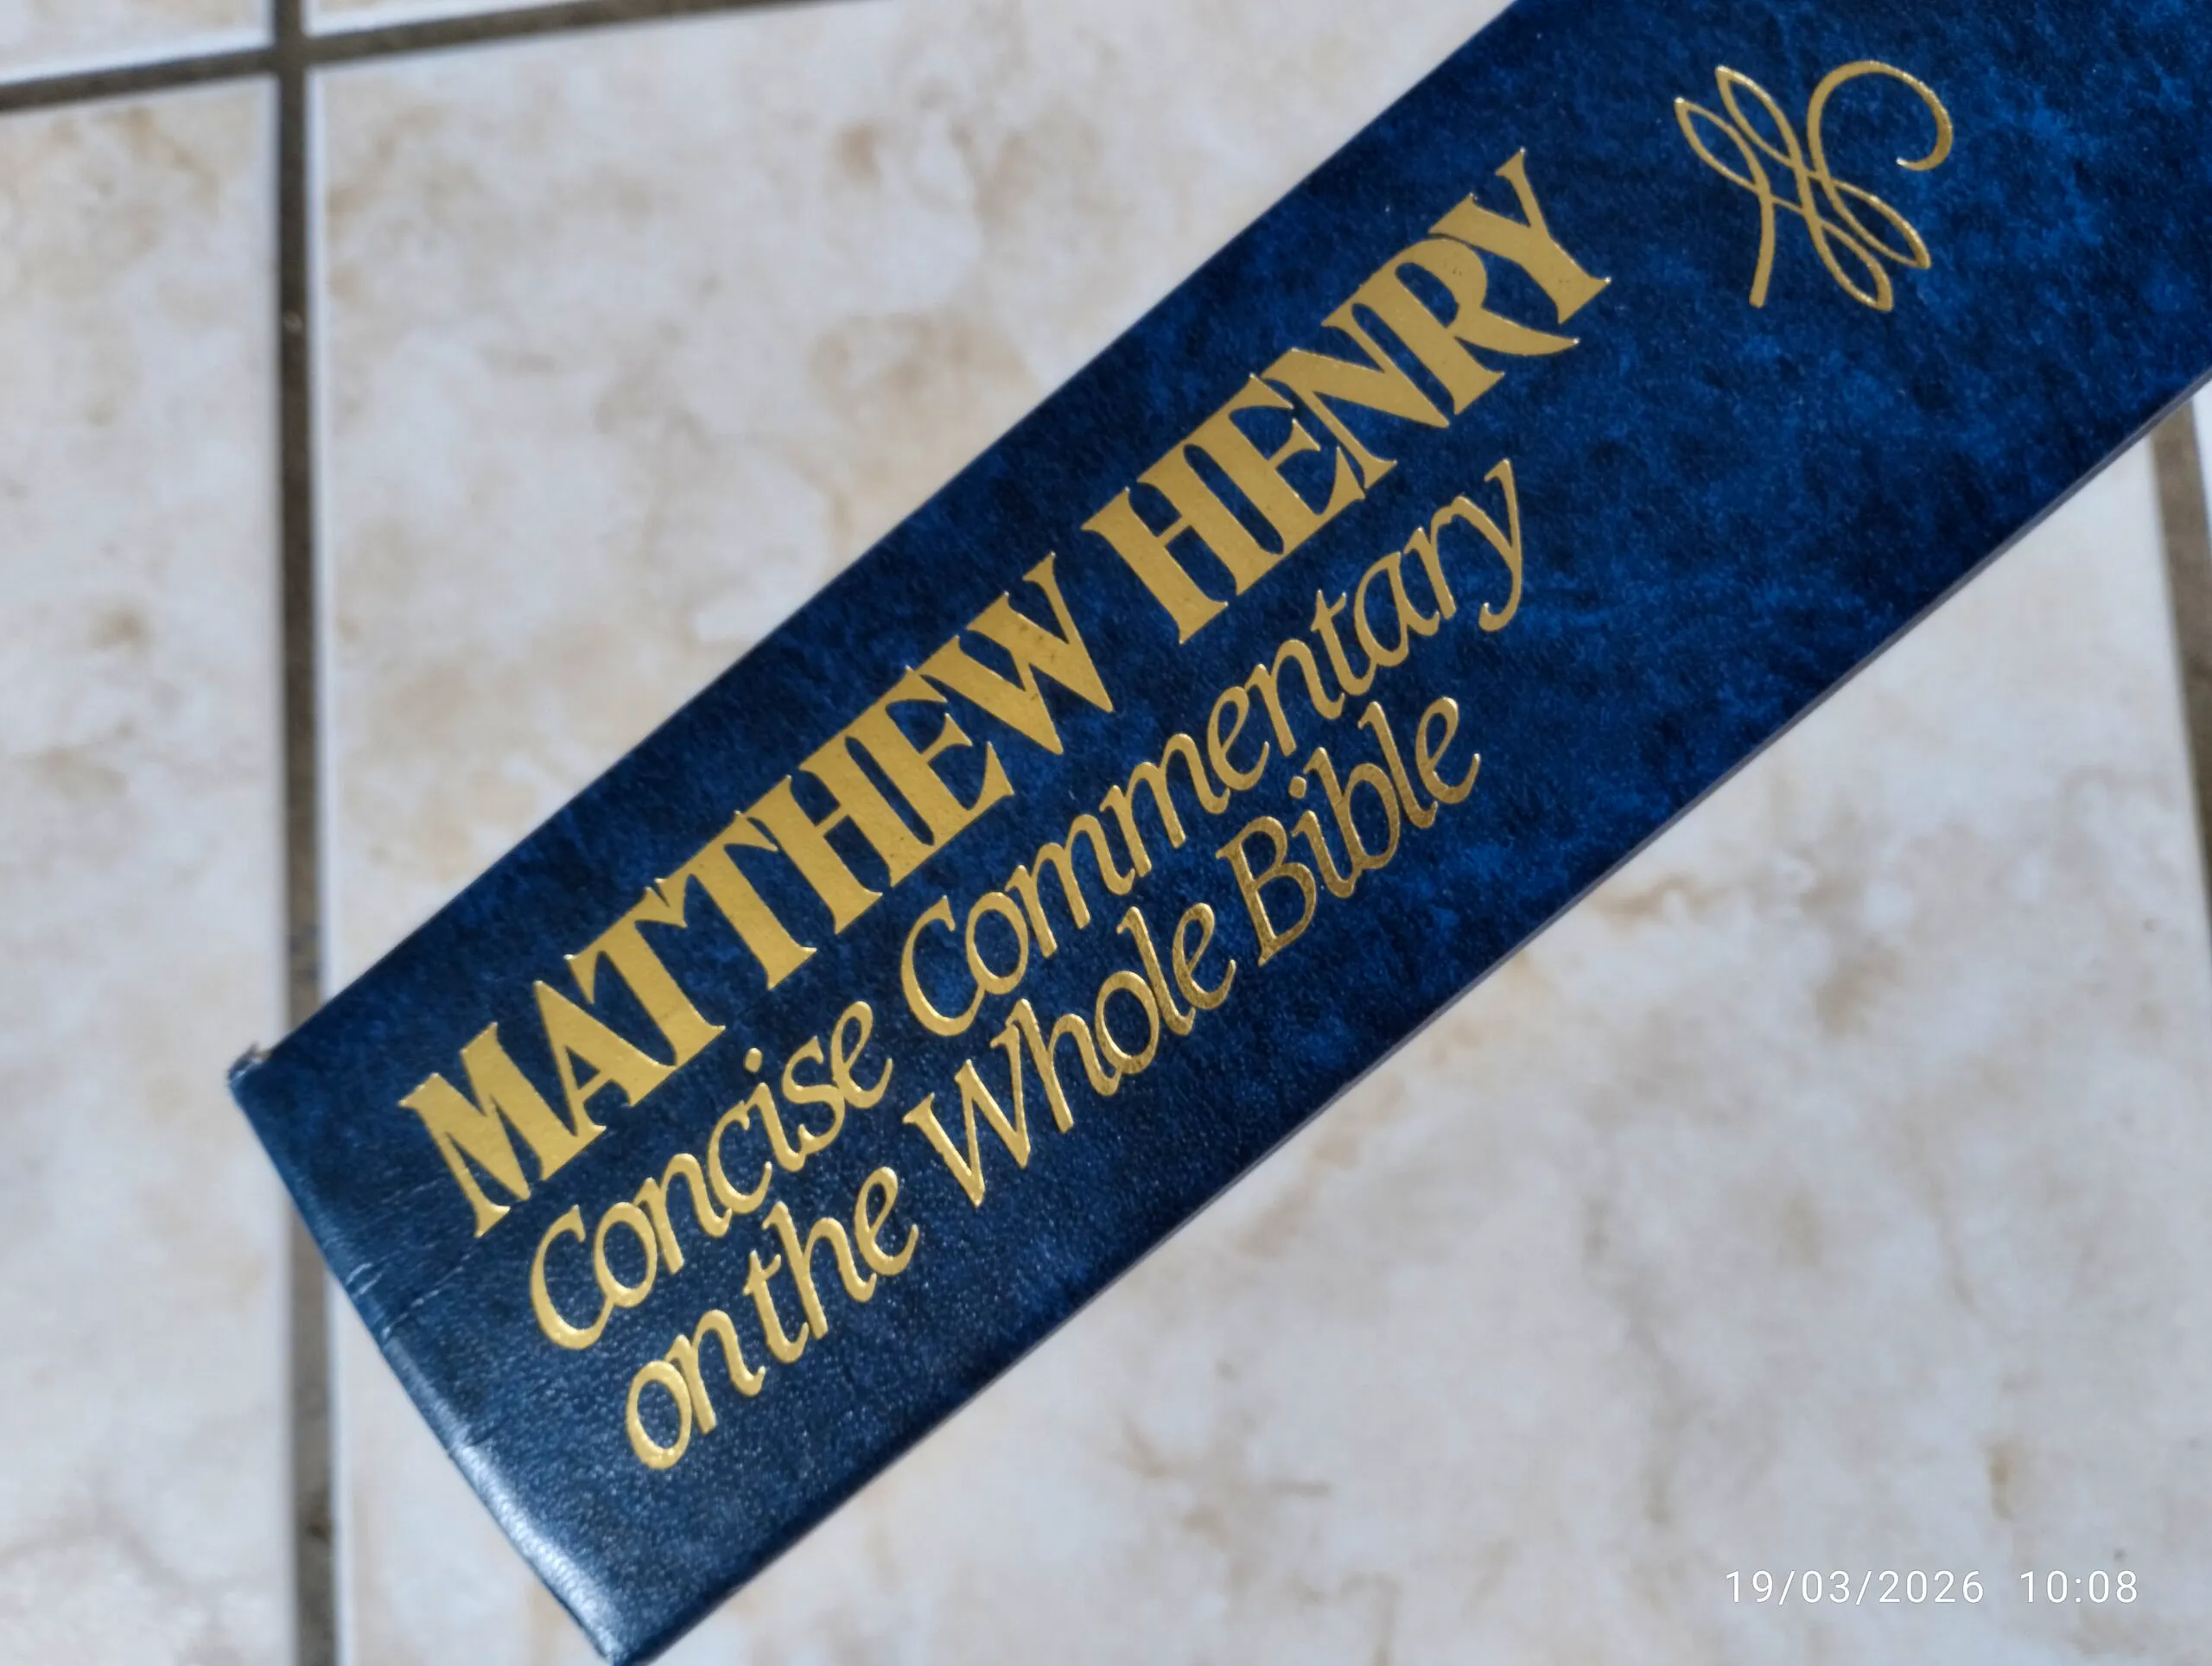 MATTHEW HENRY
Concise Commentary
on the Whole Bible
19/03/2026 10:08